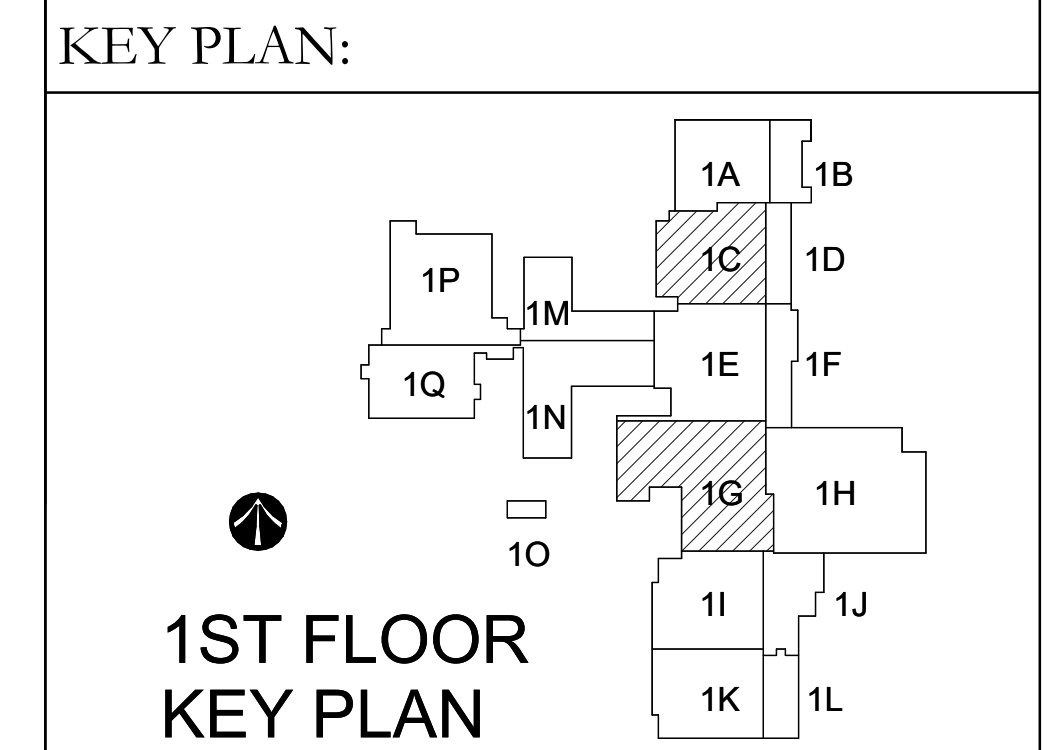 KEY PLAN:
1A
1B
1C
1D
1P
1M
1E
1F
1Q
1N
1G
1H
1O
1I
1J
1ST FLOOR
KEY PLAN
1K
1L